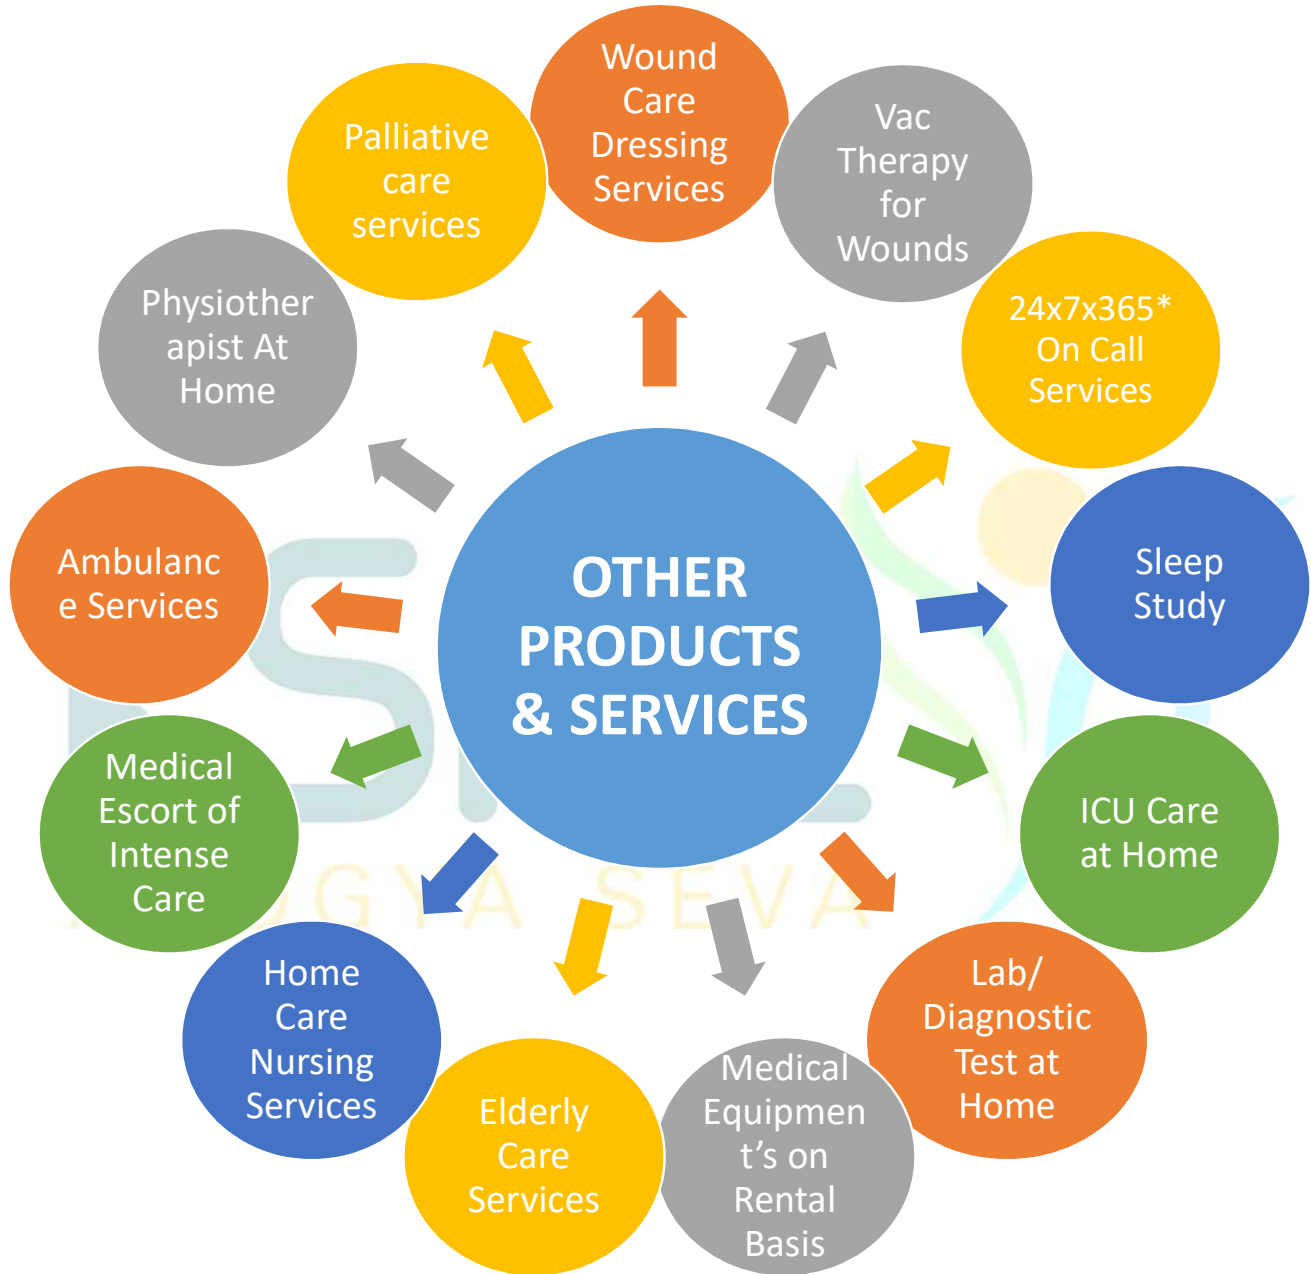 Wound
Care
Dressing
Services
Vac
Therapy
for
Wounds
24x7x365*
On Call
Services
Sleep
Study
ICU Care
at Home
Lab/
Diagnostic
Test at
Home
Medical
Equipmen
t’s on
Rental
Basis
Elderly
Care
Services
Home
Care
Nursing
Services
Medical
Escort of
Intense
Care
Ambulanc
e Services
Physiother
apist At
Home
Palliative
care
services
OTHER
PRODUCTS
& SERVICES
SEVA